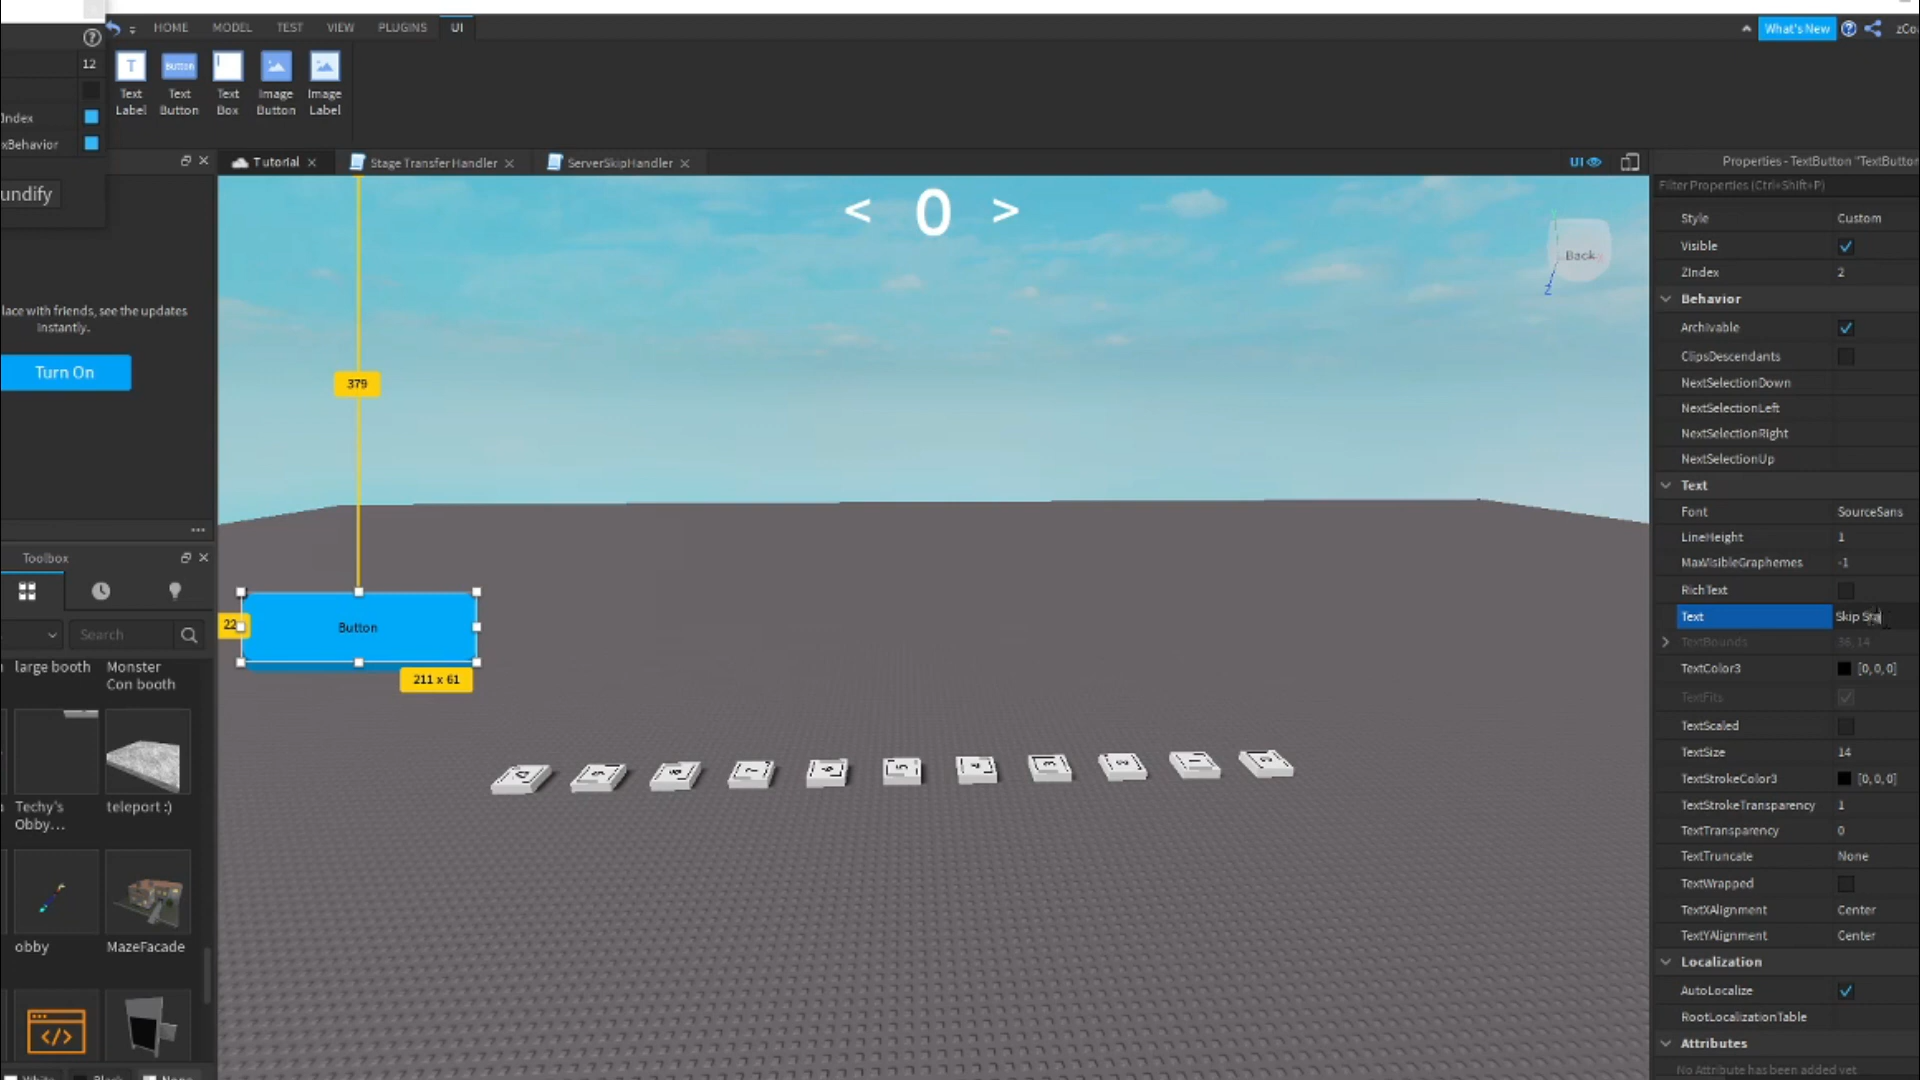 HOME MODEL TEST VIEW PLUGINS UI
What's New
zCo
12
Text Label
Button
Text Button
Text Box
Image Button
Image Label
Index
xBehavior
undify
Tutorial
StageTransferHandler
ServerSkipHandler
UI
Properties - TextButton "TextButton
Filter Properties (Ctrl+Shift+P)
< 0 >
Back
Z
lace with friends, see the updates
instantly.
Turn On
379
22
Button
211 x 61
Toolbox
Search
large booth
Monster
Con booth
Techy's
Obby...
teleport :)
obby
MazeFacade
</>
Style Custom
Visible
ZIndex 2
Behavior
Archivable
ClipsDescendants
NextSelectionDown
NextSelectionLeft
NextSelectionRight
NextSelectionUp
Text
Font SourceSans
LineHeight 1
MaxVisibleGraphemes -1
RichText
Text Skip Sta
TextBounds 36, 14
TextColor3 [0,0,0]
TextFits
TextScaled
TextSize 14
TextStrokeColor3 [0,0,0]
TextStrokeTransparency 1
TextTransparency 0
TextTruncate None
TextWrapped
TextXAlignment Center
TextYAlignment Center
Localization
AutoLocalize
RootLocalizationTable
Attributes
No Attribute has been added yet